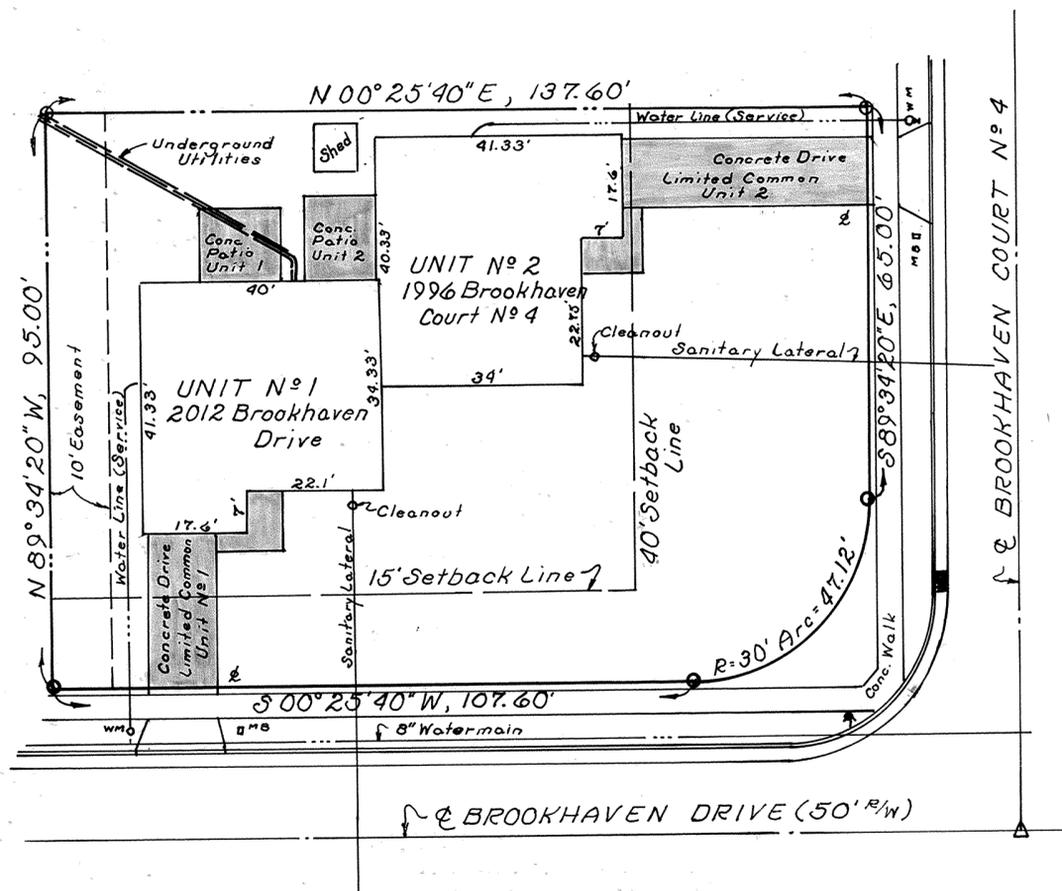 N 00°25'40"E, 137.60'
Water Line (Service)
WM
Underground
Utilities
Shed
41.33'
17.6'
Concrete Drive
Limited Common
Unit 2
℄
MB
Conc.
Patio
Unit 1
Conc.
Patio
Unit 2
40.33'
7'
40'
UNIT Nº 2
1996 Brookhaven
Court Nº 4
22.75'
Cleanout
Sanitary Lateral
34'
S 89°34'20"E, 65.00'
℄ BROOKHAVEN COURT Nº 4
N 89°34'20"W, 95.00'
10' Easement
Water Line (Service)
41.33'
UNIT Nº 1
2012 Brookhaven
Drive
34.33'
22.1'
7'
17.6'
Cleanout
Sanitary Lateral
40' Setback
Line
15' Setback Line
Concrete Drive
Limited Common
Unit Nº 1
℄
R=30' Arc=47.12'
Conc. Walk
S 00°25'40"W, 107.60'
WM
MB
8" Watermain
℄ BROOKHAVEN DRIVE (50' R/W)